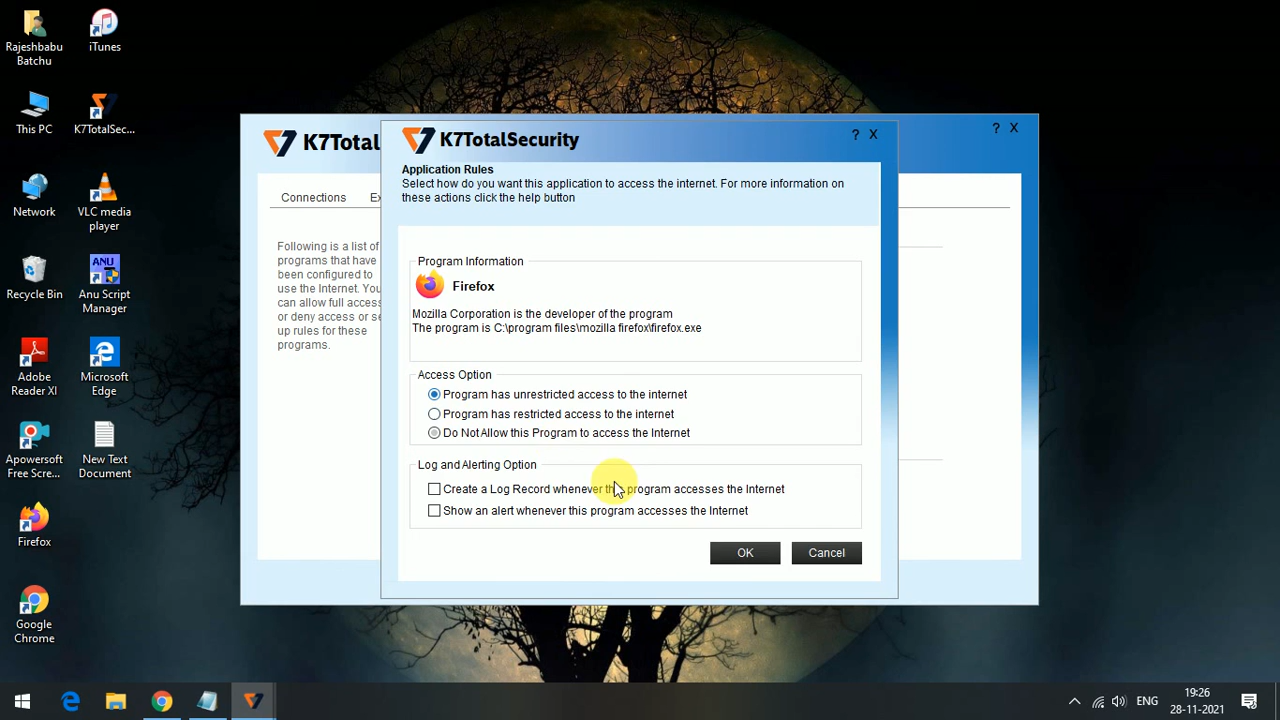 Rajeshbabu
Batchu
iTunes
This PC
K7TotalSec...
Network
VLC media
player
Recycle Bin
ANU
Anu Script
Manager
Adobe
Reader XI
Microsoft
Edge
Apowersoft
Free Scre...
New Text
Document
Firefox
Google
Chrome
K7Total
? X
Connections
Ex
Following is a list of
programs that have
been configured to
use the Internet. You
can allow full access
or deny access or se
up rules for these
programs.
K7TotalSecurity
? X
Application Rules
Select how do you want this application to access the internet. For more information on
these actions click the help button
Program Information
Firefox
Mozilla Corporation is the developer of the program
The program is C:\program files\mozilla firefox\firefox.exe
Access Option
Program has unrestricted access to the internet
Program has restricted access to the internet
Do Not Allow this Program to access the Internet
Log and Alerting Option
Create a Log Record whenever this program accesses the Internet
Show an alert whenever this program accesses the Internet
OK
Cancel
ENG
19:26
28-11-2021